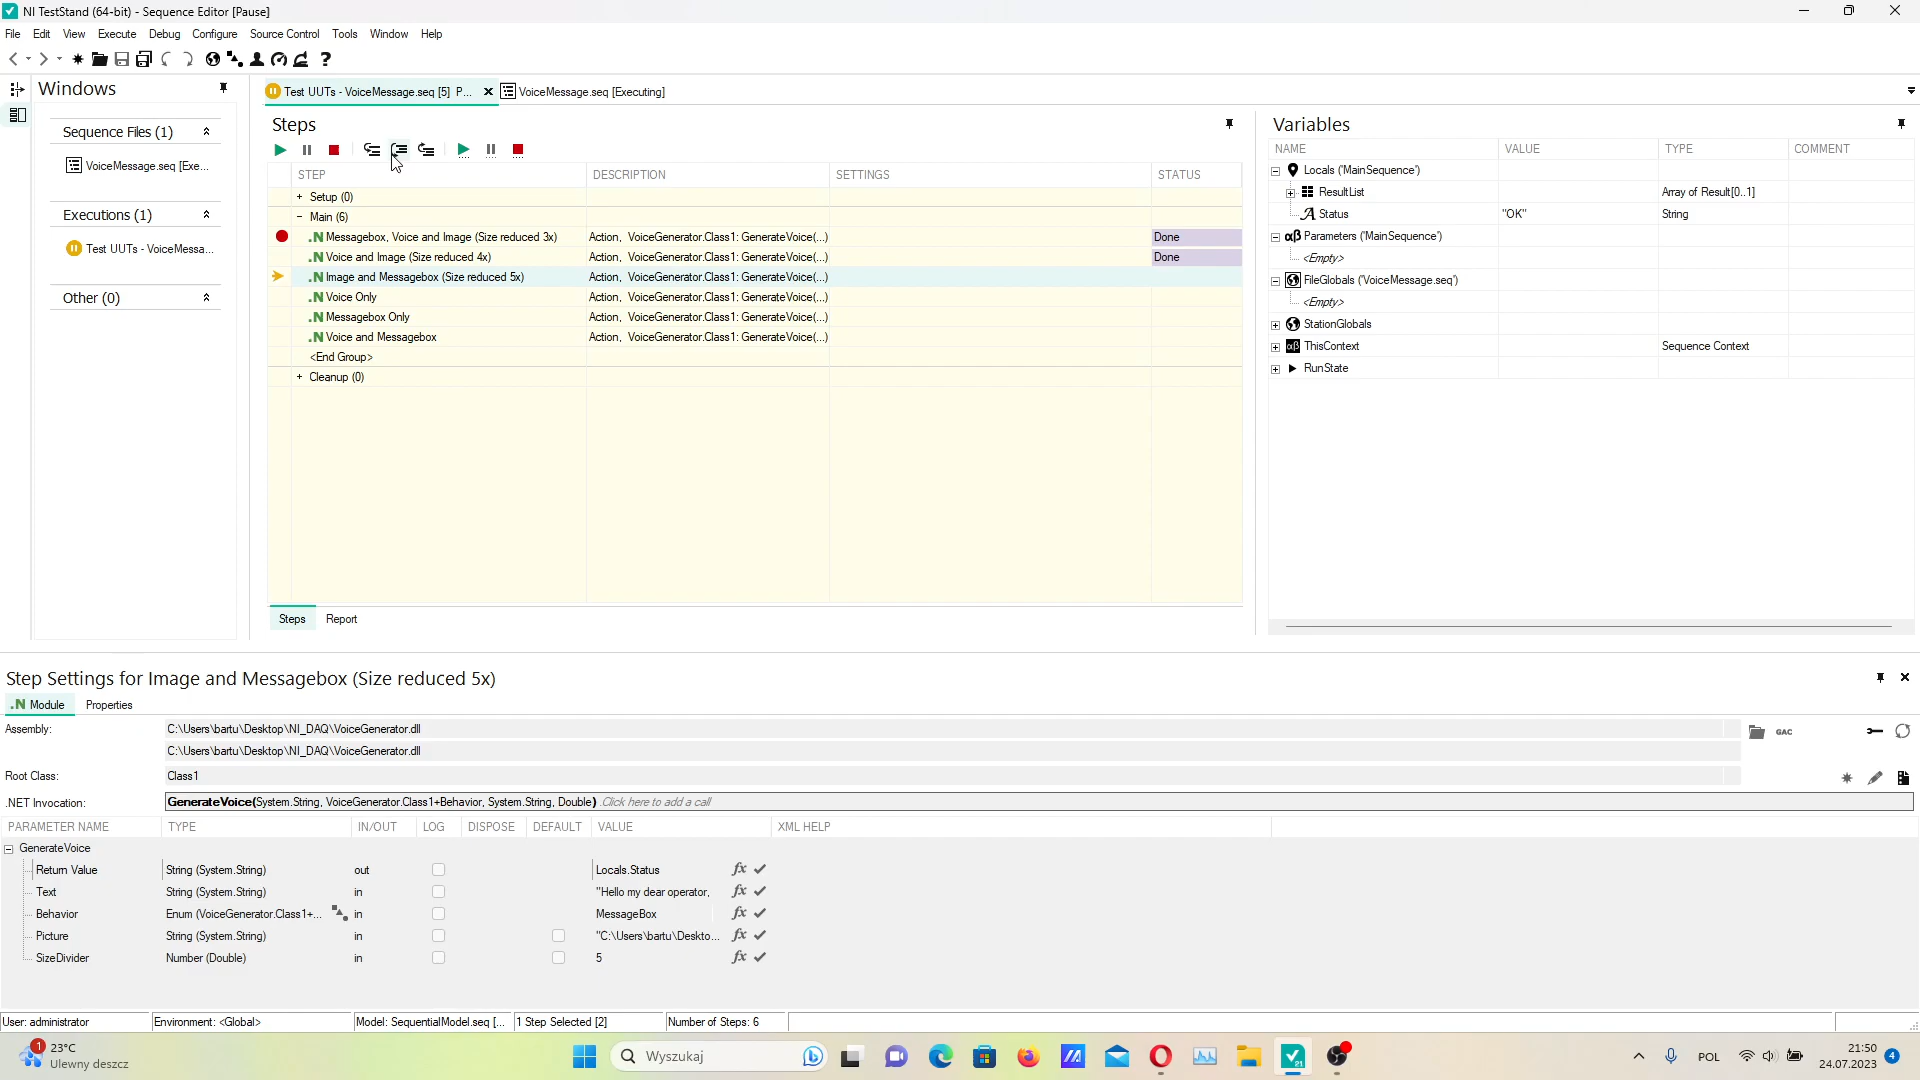 NI TestStand (64-bit) - Sequence Editor [Pause]
File Edit View Execute Debug Configure Source Control Tools Window Help
Windows
Test UUTs - VoiceMessage.seq [5] P...
VoiceMessage.seq [Executing]
Sequence Files (1)
VoiceMessage.seq [Exe...
Executions (1)
Test UUTs - VoiceMessa...
Other (0)
Steps
STEP DESCRIPTION SETTINGS STATUS
+ Setup (0)
- Main (6)
.N Messagebox, Voice and Image (Size reduced 3x) Action, VoiceGenerator.Class1: GenerateVoice(...) Done
.N Voice and Image (Size reduced 4x) Action, VoiceGenerator.Class1: GenerateVoice(...) Done
.N Image and Messagebox (Size reduced 5x) Action, VoiceGenerator.Class1: GenerateVoice(...)
.N Voice Only Action, VoiceGenerator.Class1: GenerateVoice(...)
.N Messagebox Only Action, VoiceGenerator.Class1: GenerateVoice(...)
.N Voice and Messagebox Action, VoiceGenerator.Class1: GenerateVoice(...)
<End Group>
+ Cleanup (0)
Steps Report
Variables
NAME VALUE TYPE COMMENT
Locals ('MainSequence')
ResultList Array of Result[0..1]
Status "OK" String
αβ Parameters ('MainSequence')
<Empty>
FileGlobals ('VoiceMessage.seq')
<Empty>
StationGlobals
αβ ThisContext Sequence Context
RunState
Step Settings for Image and Messagebox (Size reduced 5x)
.N Module Properties
Assembly: C:\Users\bartu\Desktop\NI_DAQ\VoiceGenerator.dll
GAC
C:\Users\bartu\Desktop\NI_DAQ\VoiceGenerator.dll
Root Class: Class1
.NET Invocation: GenerateVoice(System.String, VoiceGenerator.Class1+Behavior, System.String, Double) Click here to add a call
PARAMETER NAME TYPE IN/OUT LOG DISPOSE DEFAULT VALUE XML HELP
GenerateVoice
Return Value String (System.String) out Locals.Status fx
Text String (System.String) in "Hello my dear operator, fx
Behavior Enum (VoiceGenerator.Class1+... in MessageBox fx
Picture String (System.String) in "C:\Users\bartu\Deskto... fx
SizeDivider Number (Double) in 5 fx
User: administrator Environment: <Global> Model: SequentialModel.seq [... 1 Step Selected [2] Number of Steps: 6
1
23°C
Ulewny deszcz
Wyszukaj
21
POL
21:50
24.07.2023
4